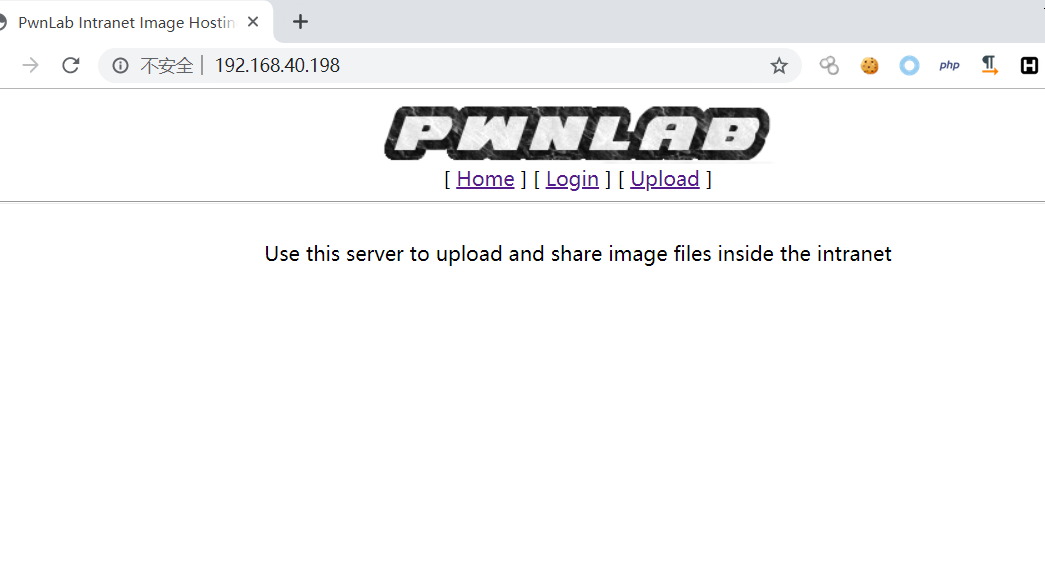 PwnLab Intranet Image Hostin
不安全 192.168.40.198
php
H
PWNLAB
[ Home ] [ Login ] [ Upload ]
Use this server to upload and share image files inside the intranet